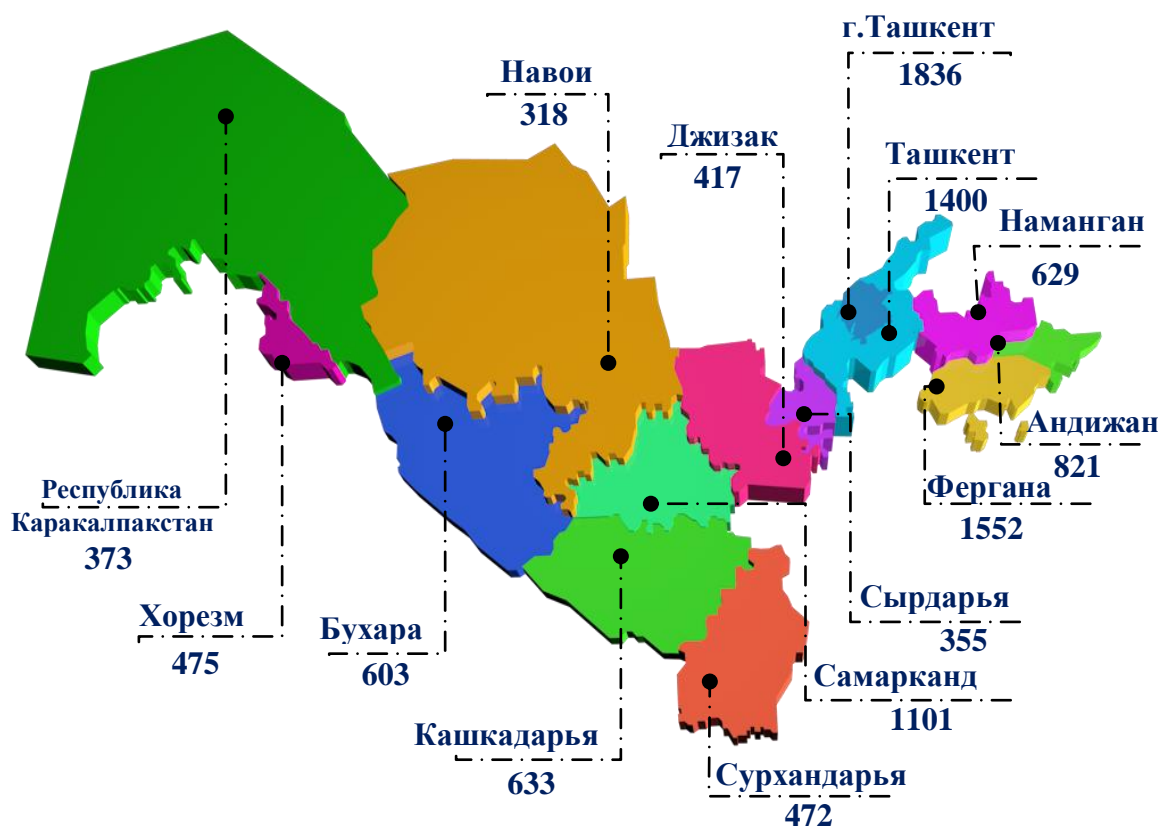 г.Ташкент
1836
Навои
318
Джизак
417
Ташкент
1400
Наманган
629
Андижан
821
Фергана
1552
Республика
Каракалпакстан
373
Хорезм
475
Бухара
603
Сырдарья
355
Самарканд
1101
Кашкадарья
633
Сурхандарья
472